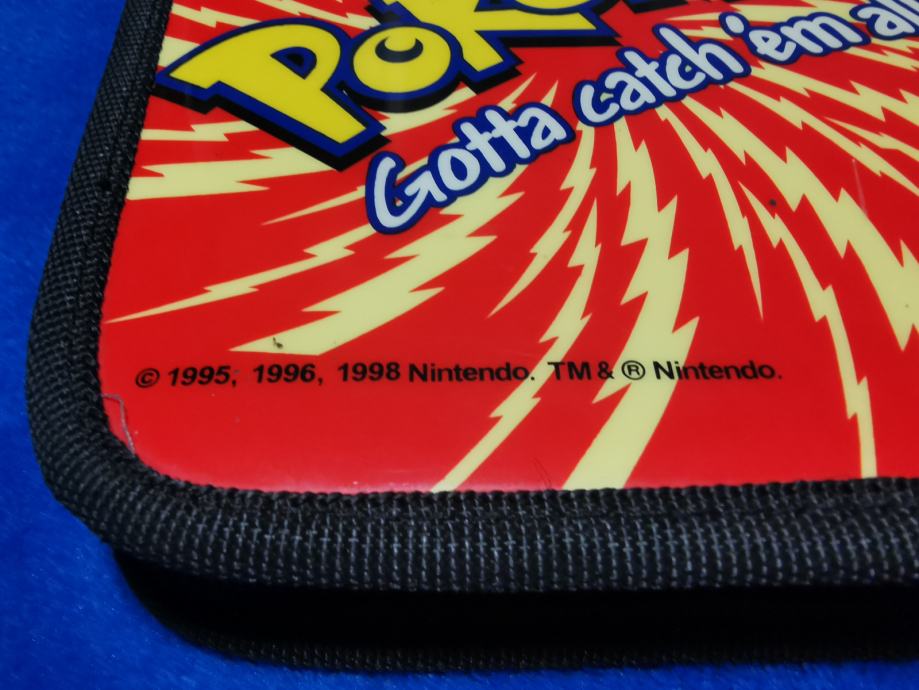 Gotta catch 'em
© 1995, 1996, 1998 Nintendo. TM & ® Nintendo.